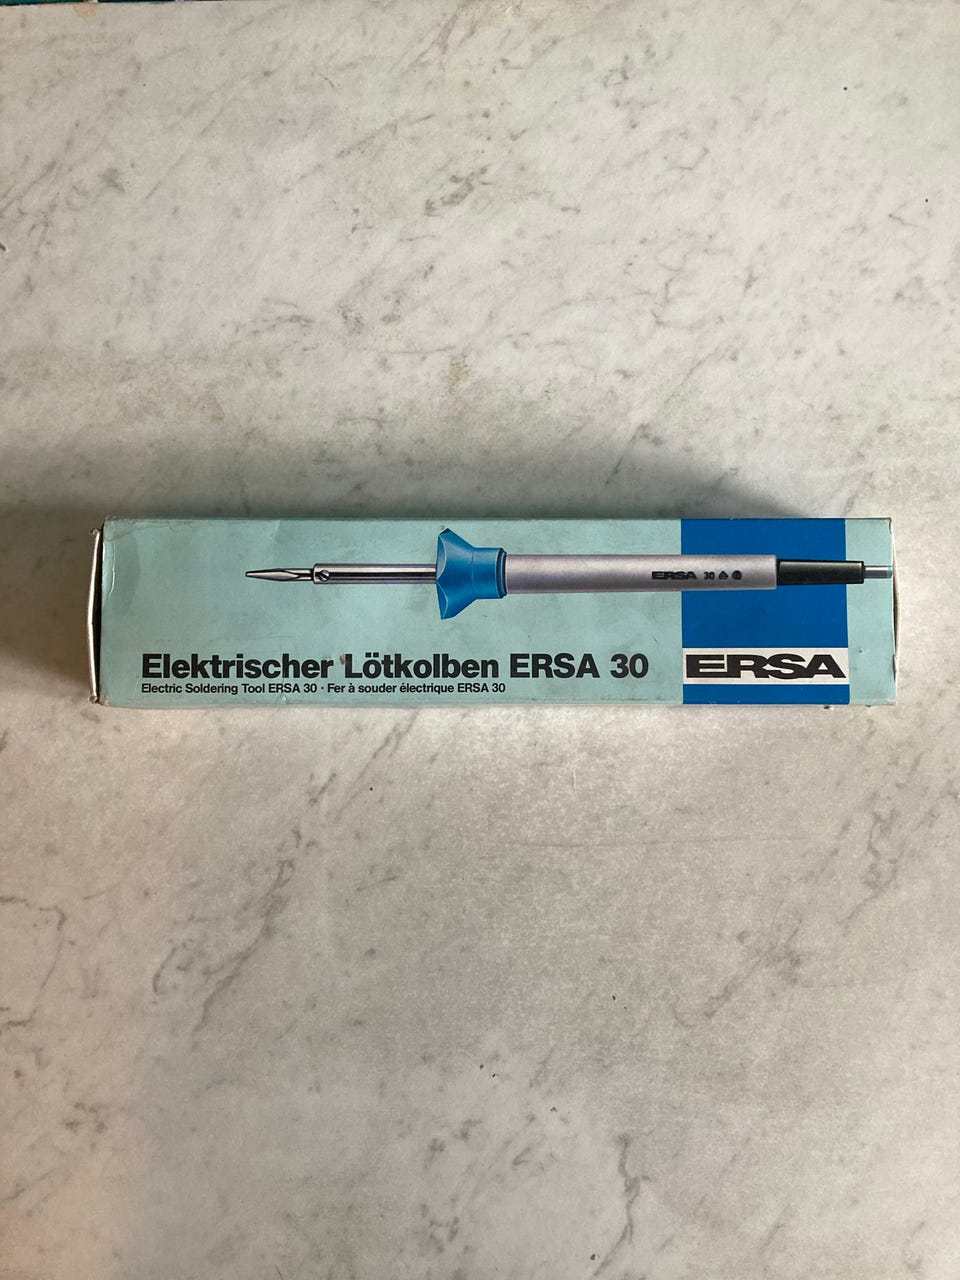 ERSA 30
Elektrischer Lötkolben ERSA 30
Electric Soldering Tool ERSA 30 · Fer à souder électrique ERSA 30
ERSA